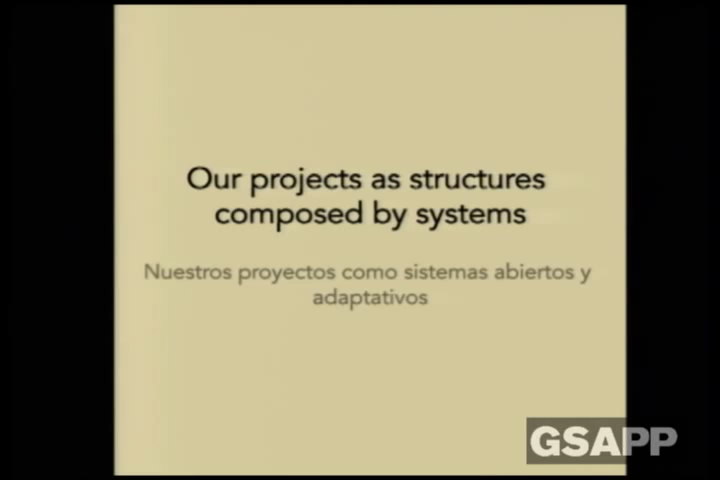 Our projects as structures
composed by systems
Nuestros proyectos como sistemas abiertos y
adaptativos
GSAPP